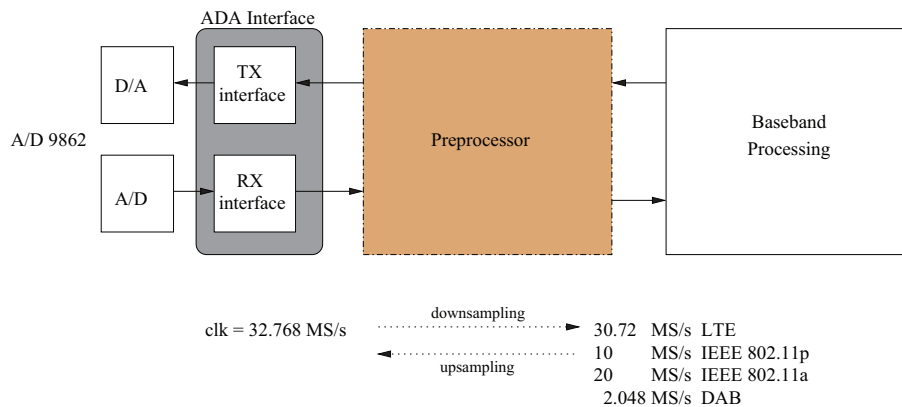 ADA Interface
D/A
TX
interface
A/D 9862
Preprocessor
Baseband
Processing
A/D
RX
interface
clk = 32.768 MS/s
downsampling
upsampling
30.72 MS/s LTE
10 MS/s IEEE 802.11p
20 MS/s IEEE 802.11a
2.048 MS/s DAB